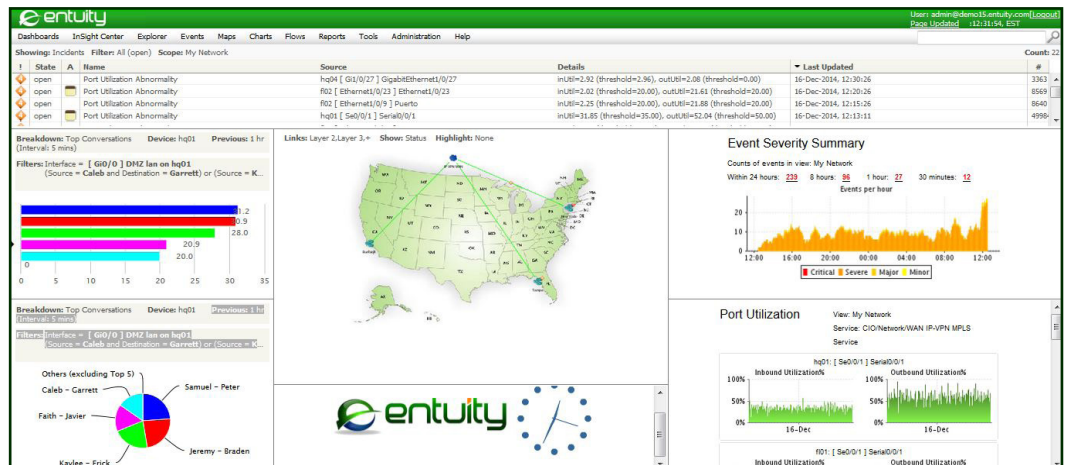 entuity
User: admin@demo15.entuity.com[Logout]
Page Updated :12:31:54, EST
Dashboards InSight Center Explorer Events Maps Charts Flows Reports Tools Administration Help
Showing: Incidents Filter: All (open) Scope: My Network Count: 22
! State A Name Source Details Last Updated #
open Port Utilization Abnormality hq04 [ Gi1/0/27 ] GigabitEthernet1/0/27 inUtil=2.92 (threshold=2.96), outUtil=2.08 (threshold=0.00) 16-Dec-2014, 12:30:26 3363
open Port Utilization Abnormality fl02 [ Ethernet1/0/23 ] Ethernet1/0/23 inUtil=2.02 (threshold=20.00), outUtil=21.61 (threshold=20.00) 16-Dec-2014, 12:20:26 8569
open Port Utilization Abnormality fl02 [ Ethernet1/0/9 ] Puerto inUtil=2.25 (threshold=20.00), outUtil=21.88 (threshold=20.00) 16-Dec-2014, 12:15:26 8640
open Port Utilization Abnormality hq01 [ Se0/0/1 ] Serial0/0/1 inUtil=31.85 (threshold=35.00), outUtil=52.04 (threshold=50.00) 16-Dec-2014, 12:13:11 4998
Breakdown: Top Conversations Device: hq01 Previous: 1 hr
(Interval: 5 mins)
Filters: Interface = [ Gi0/0 ] DMZ lan on hq01
(Source = Caleb and Destination = Garrett) or (Source = K...
31.2
30.9
28.0
20.9
20.0
0
0 5 10 15 20 25 30 35
Breakdown: Top Conversations Device: hq01 Previous: 1 hr
(Interval: 5 mins)
Filters: Interface = [ Gi0/0 ] DMZ lan on hq01
(Source = Caleb and Destination = Garrett) or (Source = K...
Others (excluding Top 5)
Caleb - Garrett
Samuel - Peter
Faith - Javier
Jeremy - Braden
Kaylee - Erick
Links: Layer 2,Layer 3,+ Show: Status Highlight: None
entuity
Event Severity Summary
Counts of events in view: My Network
Within 24 hours: 239 8 hours: 96 1 hour: 27 30 minutes: 12
Events per hour
20
10
0
12:00 16:00 20:00 00:00 04:00 08:00 12:00
Critical Severe Major Minor
Port Utilization
View: My Network
Service: CIO/Network/WAN IP-VPN MPLS
Service
hq01: [ Se0/0/1 ] Serial0/0/1
Inbound Utilization% Outbound Utilization%
100% 100%
50% 50%
0% 0%
16-Dec 16-Dec
fl01: [ Se0/0/1 ] Serial0/0/1
Inbound Utilization% Outbound Utilization%